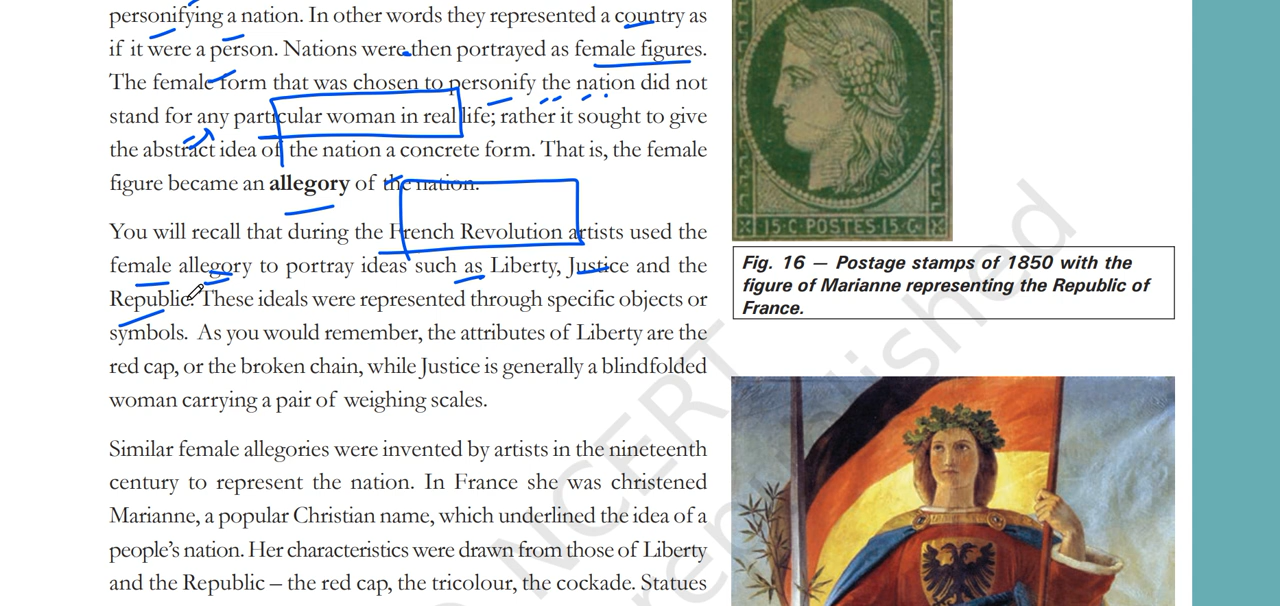 personifying a nation. In other words they represented a country as
if it were a person. Nations were then portrayed as female figures.
The female form that was chosen to personify the nation did not
stand for any particular woman in real life; rather it sought to give
the abstract idea of the nation a concrete form. That is, the female
figure became an allegory of the nation.
You will recall that during the French Revolution artists used the
female allegory to portray ideas such as Liberty, Justice and the
Republic. These ideals were represented through specific objects or
symbols. As you would remember, the attributes of Liberty are the
red cap, or the broken chain, while Justice is generally a blindfolded
woman carrying a pair of weighing scales.
Similar female allegories were invented by artists in the nineteenth
century to represent the nation. In France she was christened
Marianne, a popular Christian name, which underlined the idea of a
people's nation. Her characteristics were drawn from those of Liberty
and the Republic – the red cap, the tricolour, the cockade. Statues
15·C·POSTES·15·C
Fig. 16 — Postage stamps of 1850 with the
figure of Marianne representing the Republic of
France.
NCERT